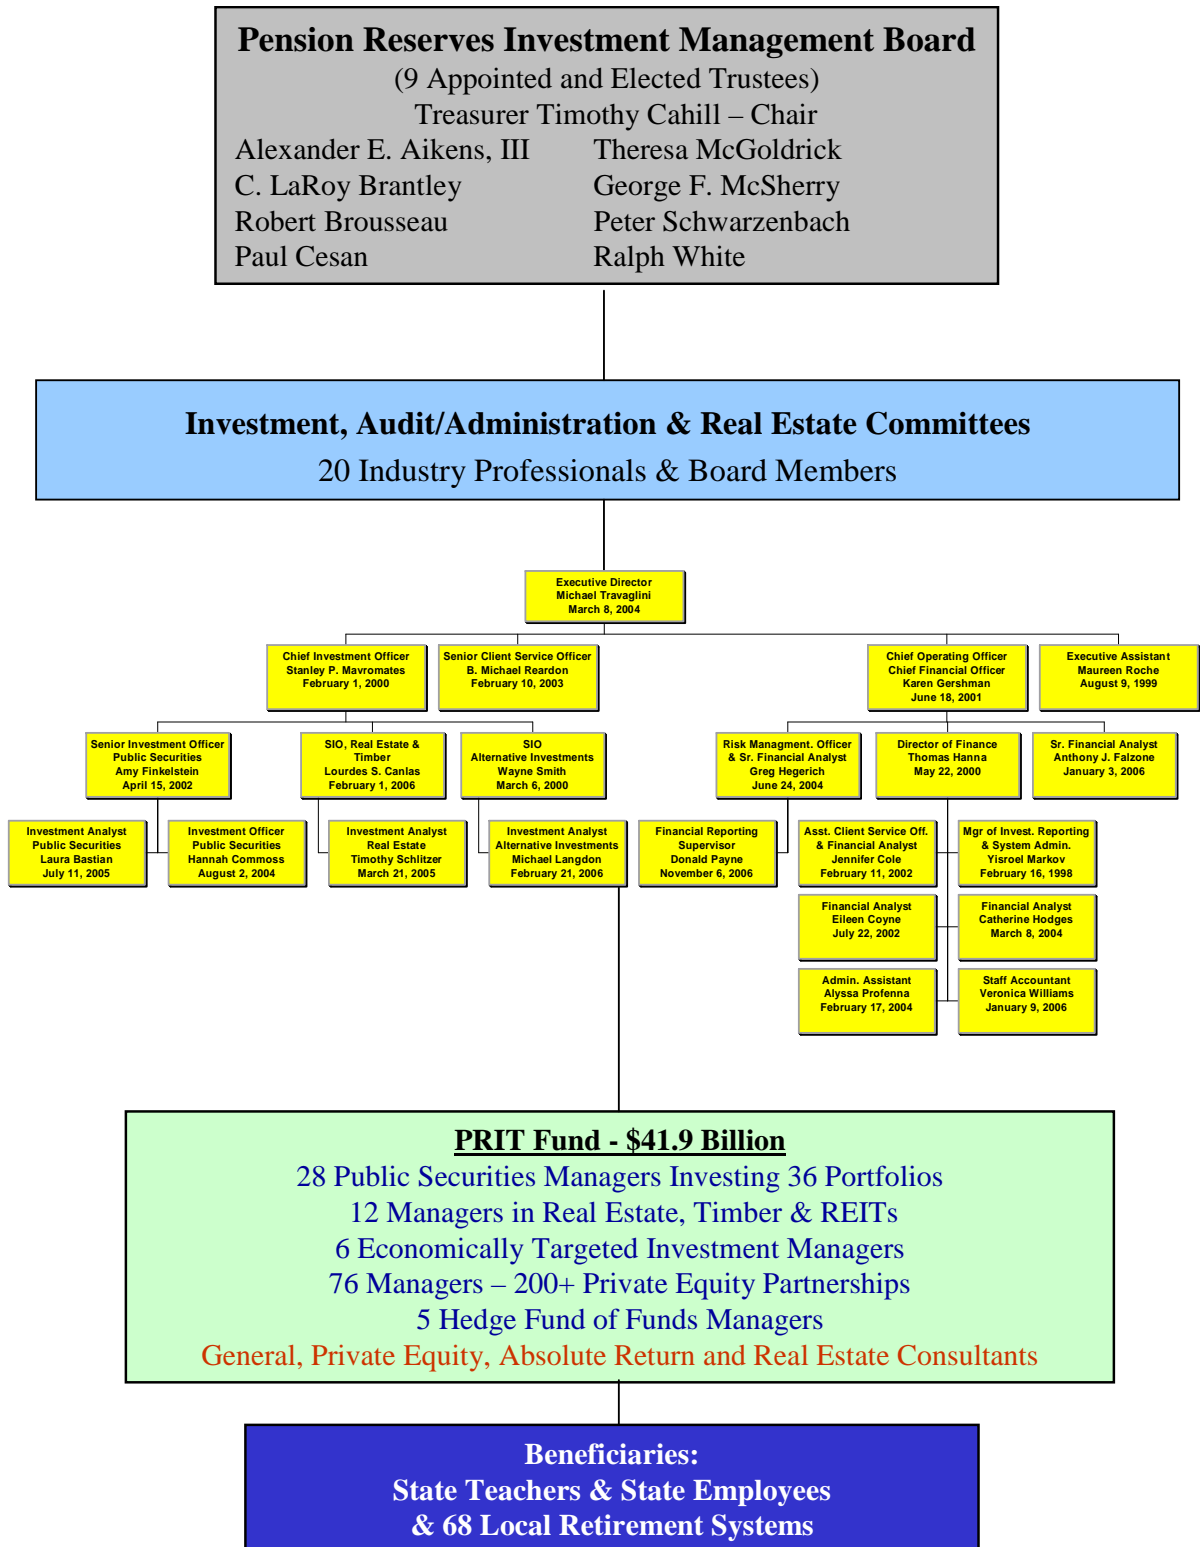 Pension Reserves Investment Management Board
(9 Appointed and Elected Trustees)
Treasurer Timothy Cahill – Chair
Alexander E. Aikens, III Theresa McGoldrick
C. LaRoy Brantley George F. McSherry
Robert Brousseau Peter Schwarzenbach
Paul Cesan Ralph White
Investment, Audit/Administration & Real Estate Committees
20 Industry Professionals & Board Members
Executive Director
Michael Travaglini
March 8, 2004
Chief Investment Officer
Stanley P. Mavromates
February 1, 2000
Senior Client Service Officer
B. Michael Reardon
February 10, 2003
Chief Operating Officer
Chief Financial Officer
Karen Gershman
June 18, 2001
Executive Assistant
Maureen Roche
August 9, 1999
Senior Investment Officer
Public Securities
Amy Finkelstein
April 15, 2002
SIO, Real Estate &
Timber
Lourdes S. Canlas
February 1, 2006
SIO
Alternative Investments
Wayne Smith
March 6, 2000
Risk Managment. Officer
& Sr. Financial Analyst
Greg Hegerich
June 24, 2004
Director of Finance
Thomas Hanna
May 22, 2000
Sr. Financial Analyst
Anthony J. Falzone
January 3, 2006
Investment Analyst
Public Securities
Laura Bastian
July 11, 2005
Investment Officer
Public Securities
Hannah Commoss
August 2, 2004
Investment Analyst
Real Estate
Timothy Schlitzer
March 21, 2005
Investment Analyst
Alternative Investments
Michael Langdon
February 21, 2006
Financial Reporting
Supervisor
Donald Payne
November 6, 2006
Asst. Client Service Off.
& Financial Analyst
Jennifer Cole
February 11, 2002
Mgr of Invest. Reporting
& System Admin.
Yisroel Markov
February 16, 1998
Financial Analyst
Eileen Coyne
July 22, 2002
Financial Analyst
Catherine Hodges
March 8, 2004
Admin. Assistant
Alyssa Profenna
February 17, 2004
Staff Accountant
Veronica Williams
January 9, 2006
PRIT Fund - $41.9 Billion
28 Public Securities Managers Investing 36 Portfolios
12 Managers in Real Estate, Timber & REITs
6 Economically Targeted Investment Managers
76 Managers – 200+ Private Equity Partnerships
5 Hedge Fund of Funds Managers
General, Private Equity, Absolute Return and Real Estate Consultants
Beneficiaries:
State Teachers & State Employees
& 68 Local Retirement Systems